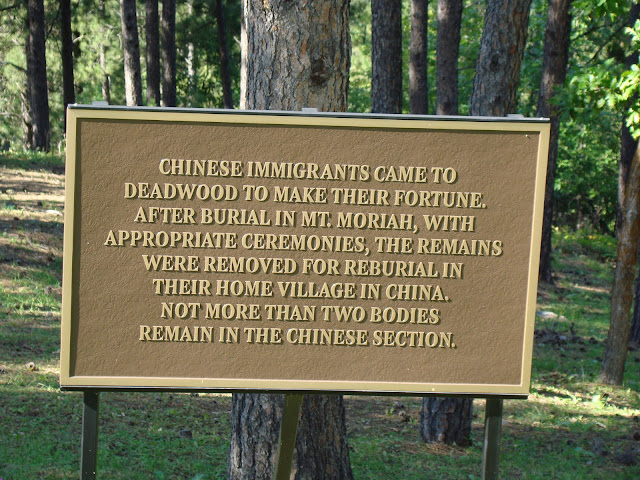 CHINESE IMMIGRANTS CAME TO
DEADWOOD TO MAKE THEIR FORTUNE.
AFTER BURIAL IN MT. MORIAH, WITH
APPROPRIATE CEREMONIES, THE REMAINS
WERE REMOVED FOR REBURIAL IN
THEIR HOME VILLAGE IN CHINA.
NOT MORE THAN TWO BODIES
REMAIN IN THE CHINESE SECTION.